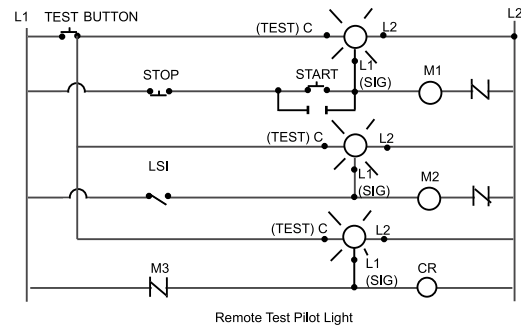 L1 TEST BUTTON (TEST) C L2 L2
L1
(SIG)
STOP START M1
(TEST) C L2
L1
(SIG)
LSI M2
(TEST) C L2
L1
(SIG)
M3 CR
Remote Test Pilot Light